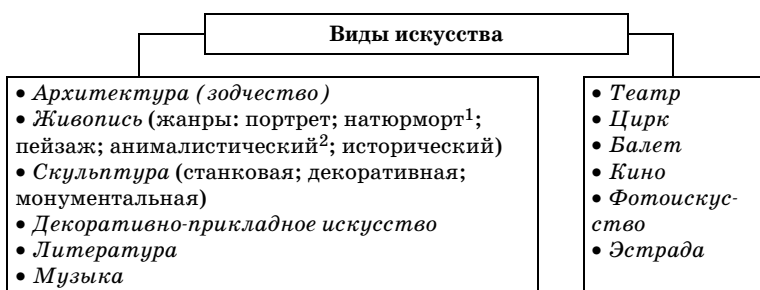 Виды искусства
• Архитектура (зодчество)
• Живопись (жанры: портрет; натюрморт1;
пейзаж; анималистический2; исторический)
• Скульптура (станковая; декоративная;
монументальная)
• Декоративно-прикладное искусство
• Литература
• Музыка
• Театр
• Цирк
• Балет
• Кино
• Фотоискус-
ство
• Эстрада